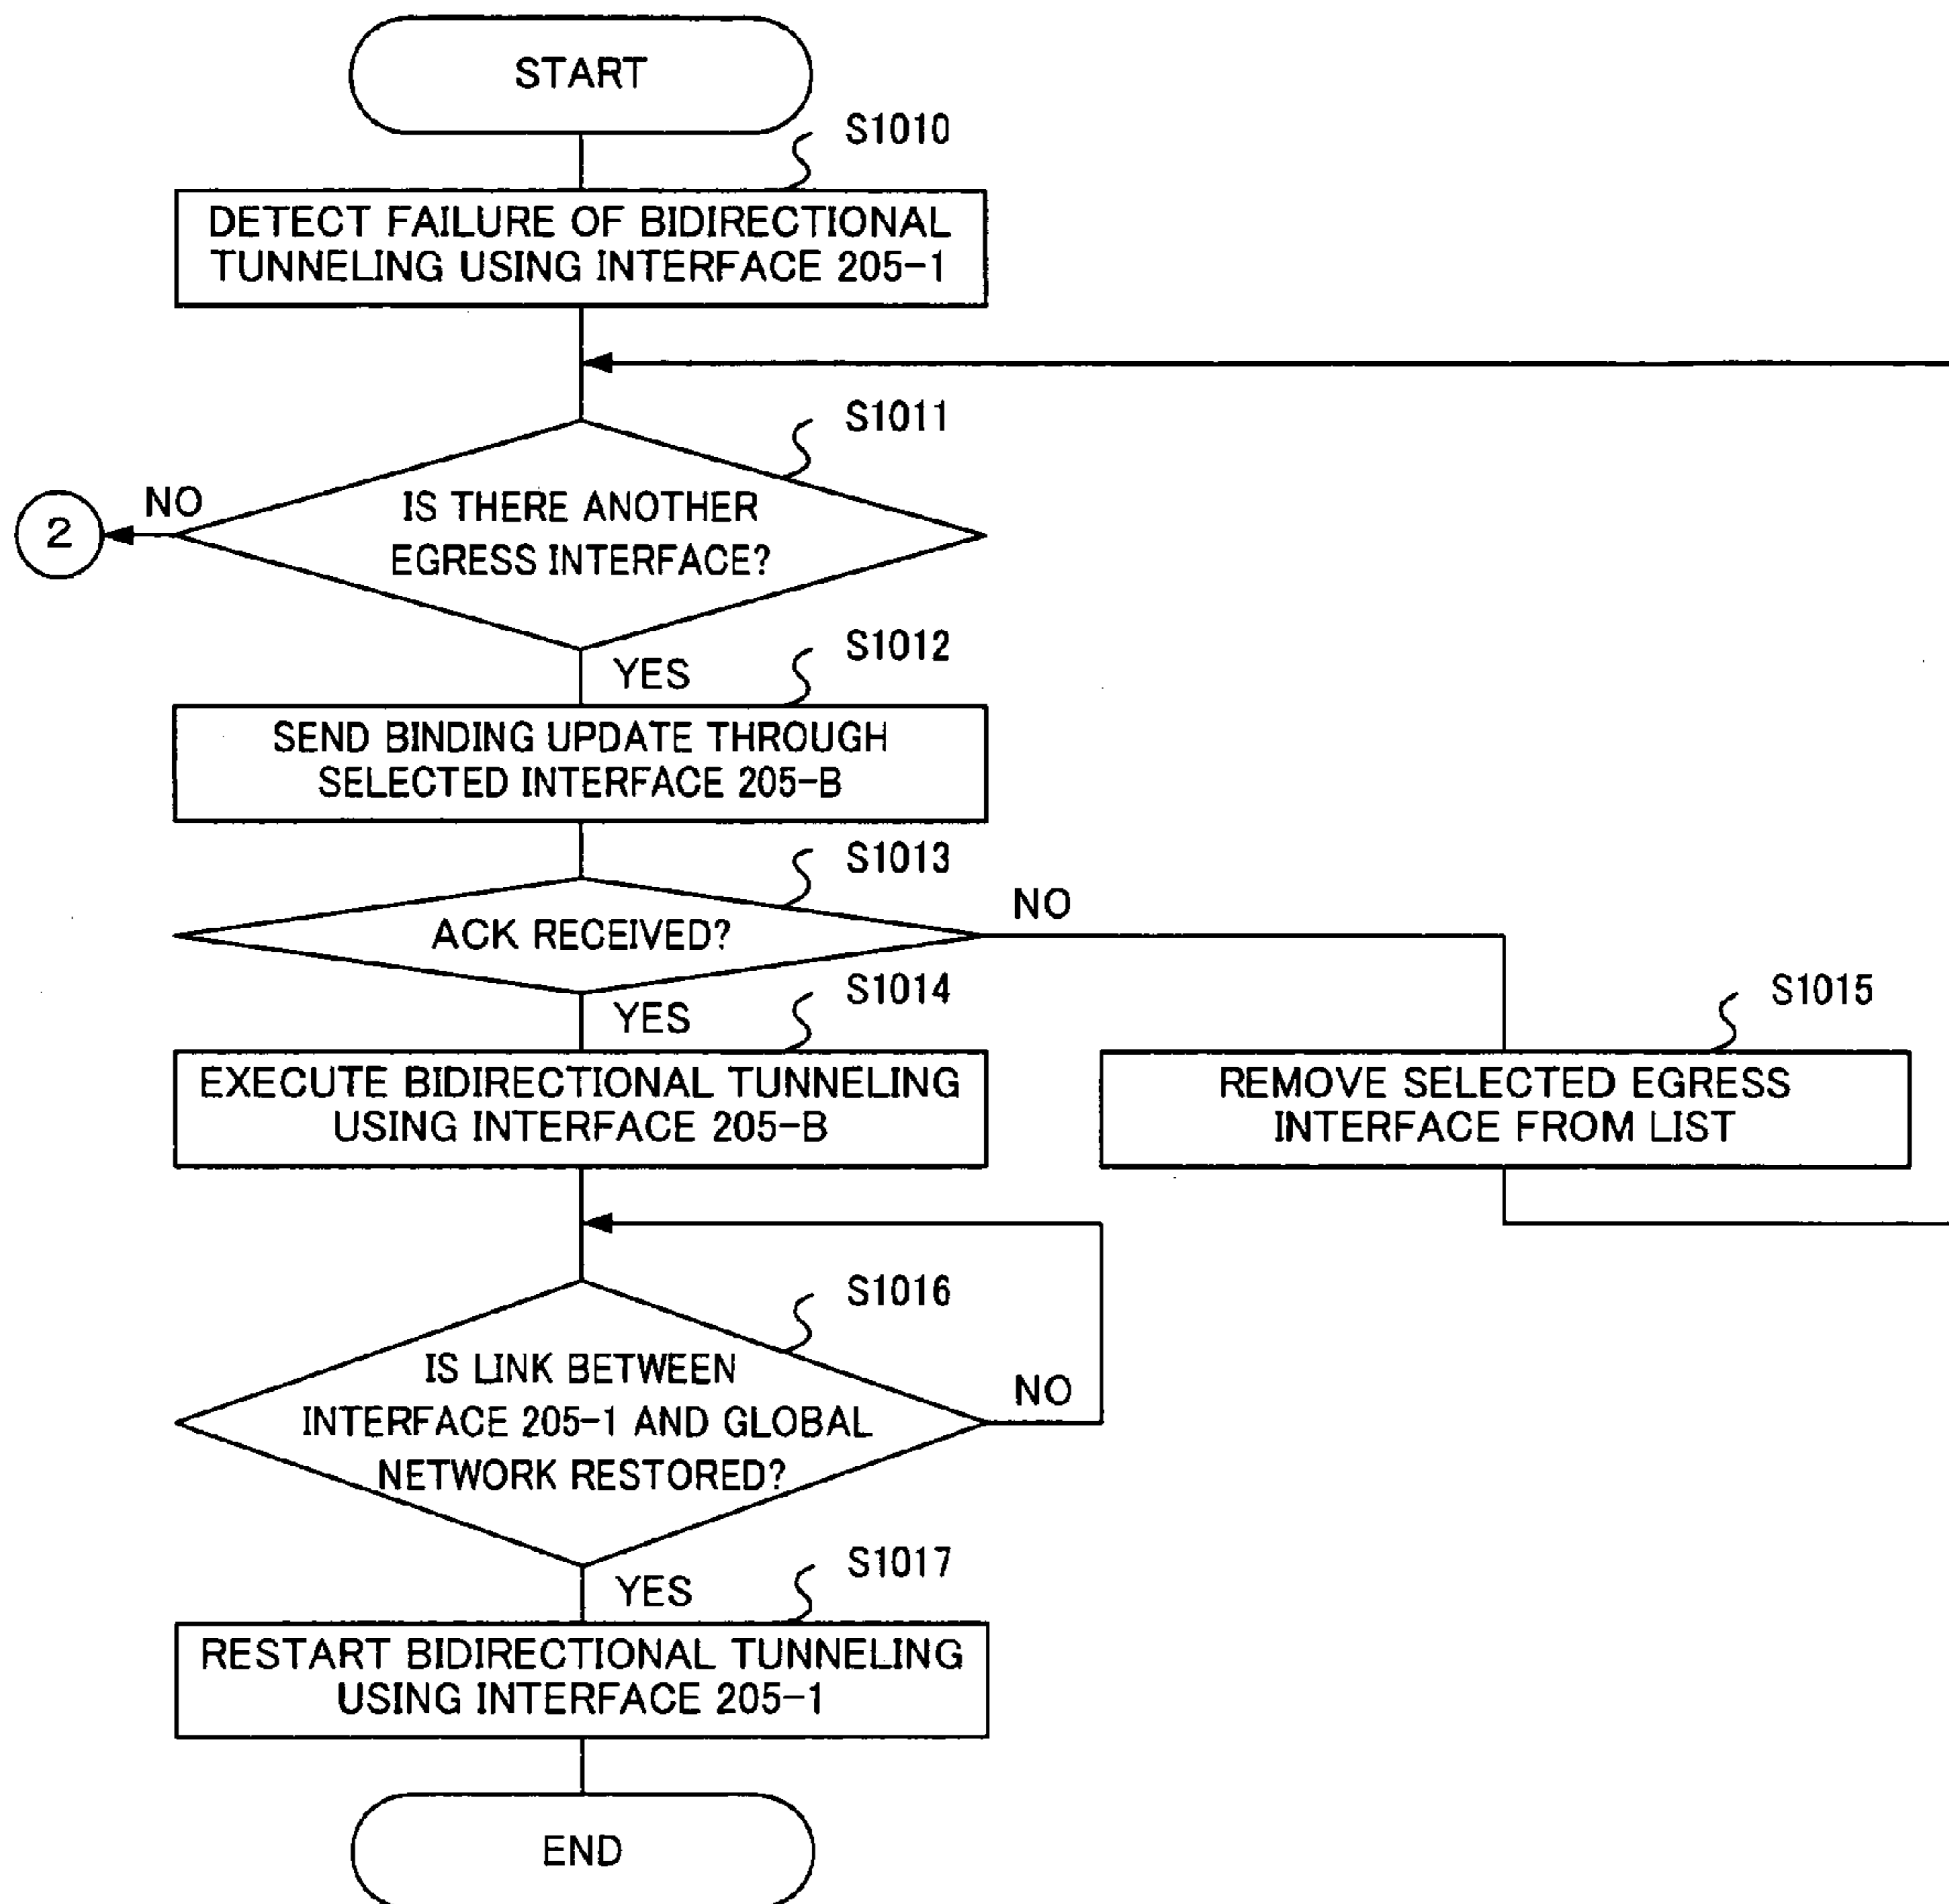 START
S1010
DETECT FAILURE OF BIDIRECTIONAL
TUNNELING USING INTERFACE 205-1
S1011
NO
2
IS THERE ANOTHER
EGRESS INTERFACE?
S1012
YES
SEND BINDING UPDATE THROUGH
SELECTED INTERFACE 205-B
S1013
NO
ACK RECEIVED?
S1014
YES
S1015
EXECUTE BIDIRECTIONAL TUNNELING
USING INTERFACE 205-B
REMOVE SELECTED EGRESS
INTERFACE FROM LIST
S1016
IS LINK BETWEEN
INTERFACE 205-1 AND GLOBAL
NETWORK RESTORED?
NO
S1017
YES
RESTART BIDIRECTIONAL TUNNELING
USING INTERFACE 205-1
END